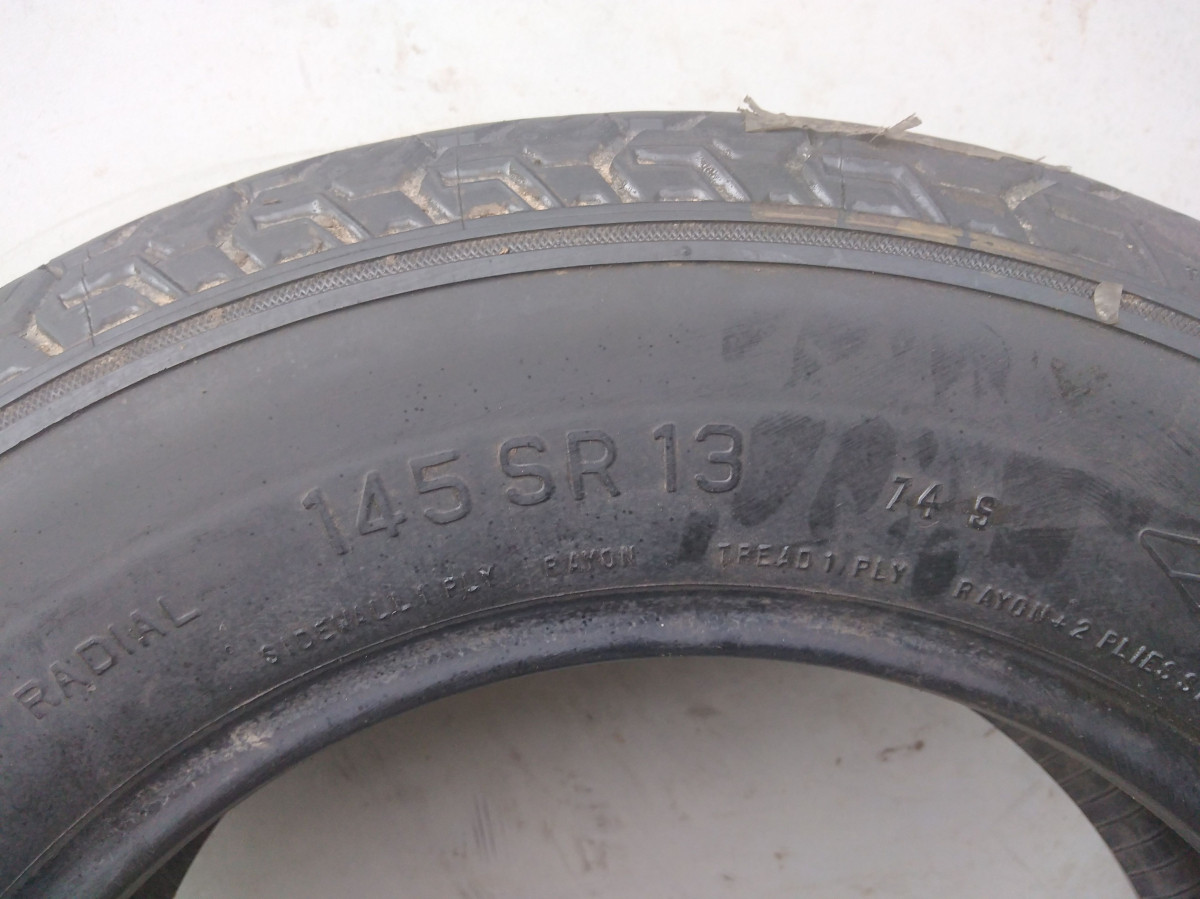 145 SR 13 74 S
RADIAL SIDEWALL 1 PLY RAYON TREAD 1 PLY RAYON + 2 PLIES